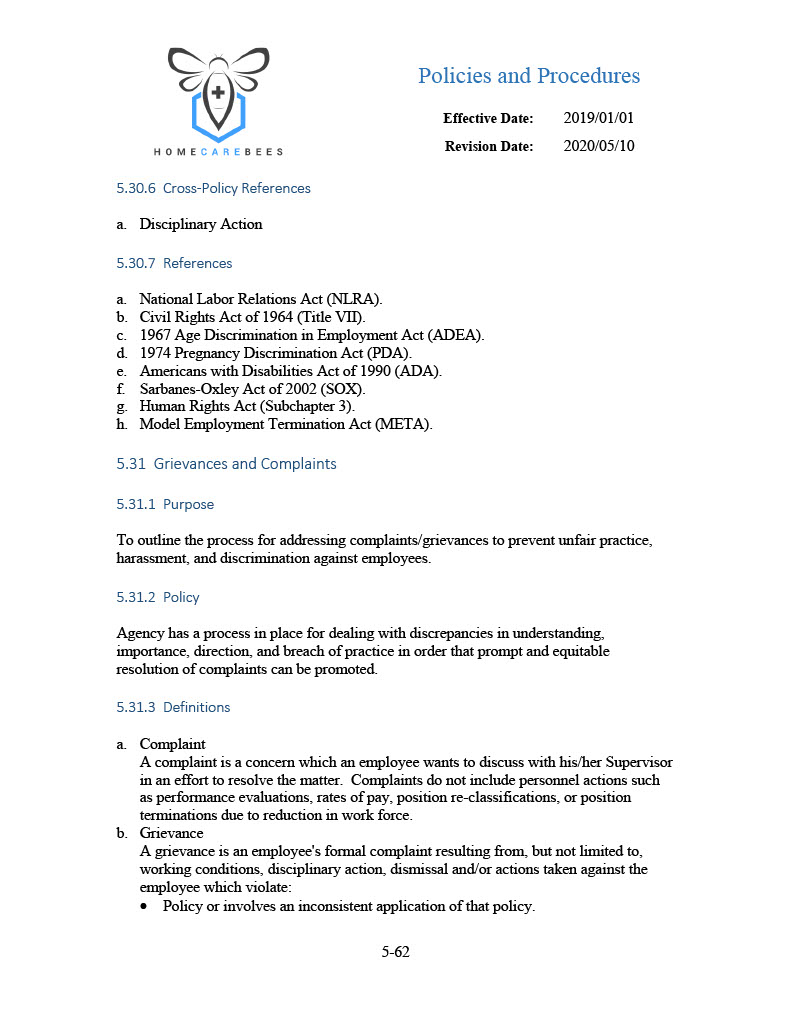 HOMECAREBEES
Policies and Procedures
Effective Date: 2019/01/01
Revision Date: 2020/05/10
5.30.6 Cross-Policy References
a. Disciplinary Action
5.30.7 References
a. National Labor Relations Act (NLRA).
b. Civil Rights Act of 1964 (Title VII).
c. 1967 Age Discrimination in Employment Act (ADEA).
d. 1974 Pregnancy Discrimination Act (PDA).
e. Americans with Disabilities Act of 1990 (ADA).
f. Sarbanes-Oxley Act of 2002 (SOX).
g. Human Rights Act (Subchapter 3).
h. Model Employment Termination Act (META).
5.31 Grievances and Complaints
5.31.1 Purpose
To outline the process for addressing complaints/grievances to prevent unfair practice,
harassment, and discrimination against employees.
5.31.2 Policy
Agency has a process in place for dealing with discrepancies in understanding,
importance, direction, and breach of practice in order that prompt and equitable
resolution of complaints can be promoted.
5.31.3 Definitions
a. Complaint
A complaint is a concern which an employee wants to discuss with his/her Supervisor
in an effort to resolve the matter. Complaints do not include personnel actions such
as performance evaluations, rates of pay, position re-classifications, or position
terminations due to reduction in work force.
b. Grievance
A grievance is an employee's formal complaint resulting from, but not limited to,
working conditions, disciplinary action, dismissal and/or actions taken against the
employee which violate:
• Policy or involves an inconsistent application of that policy.
5-62